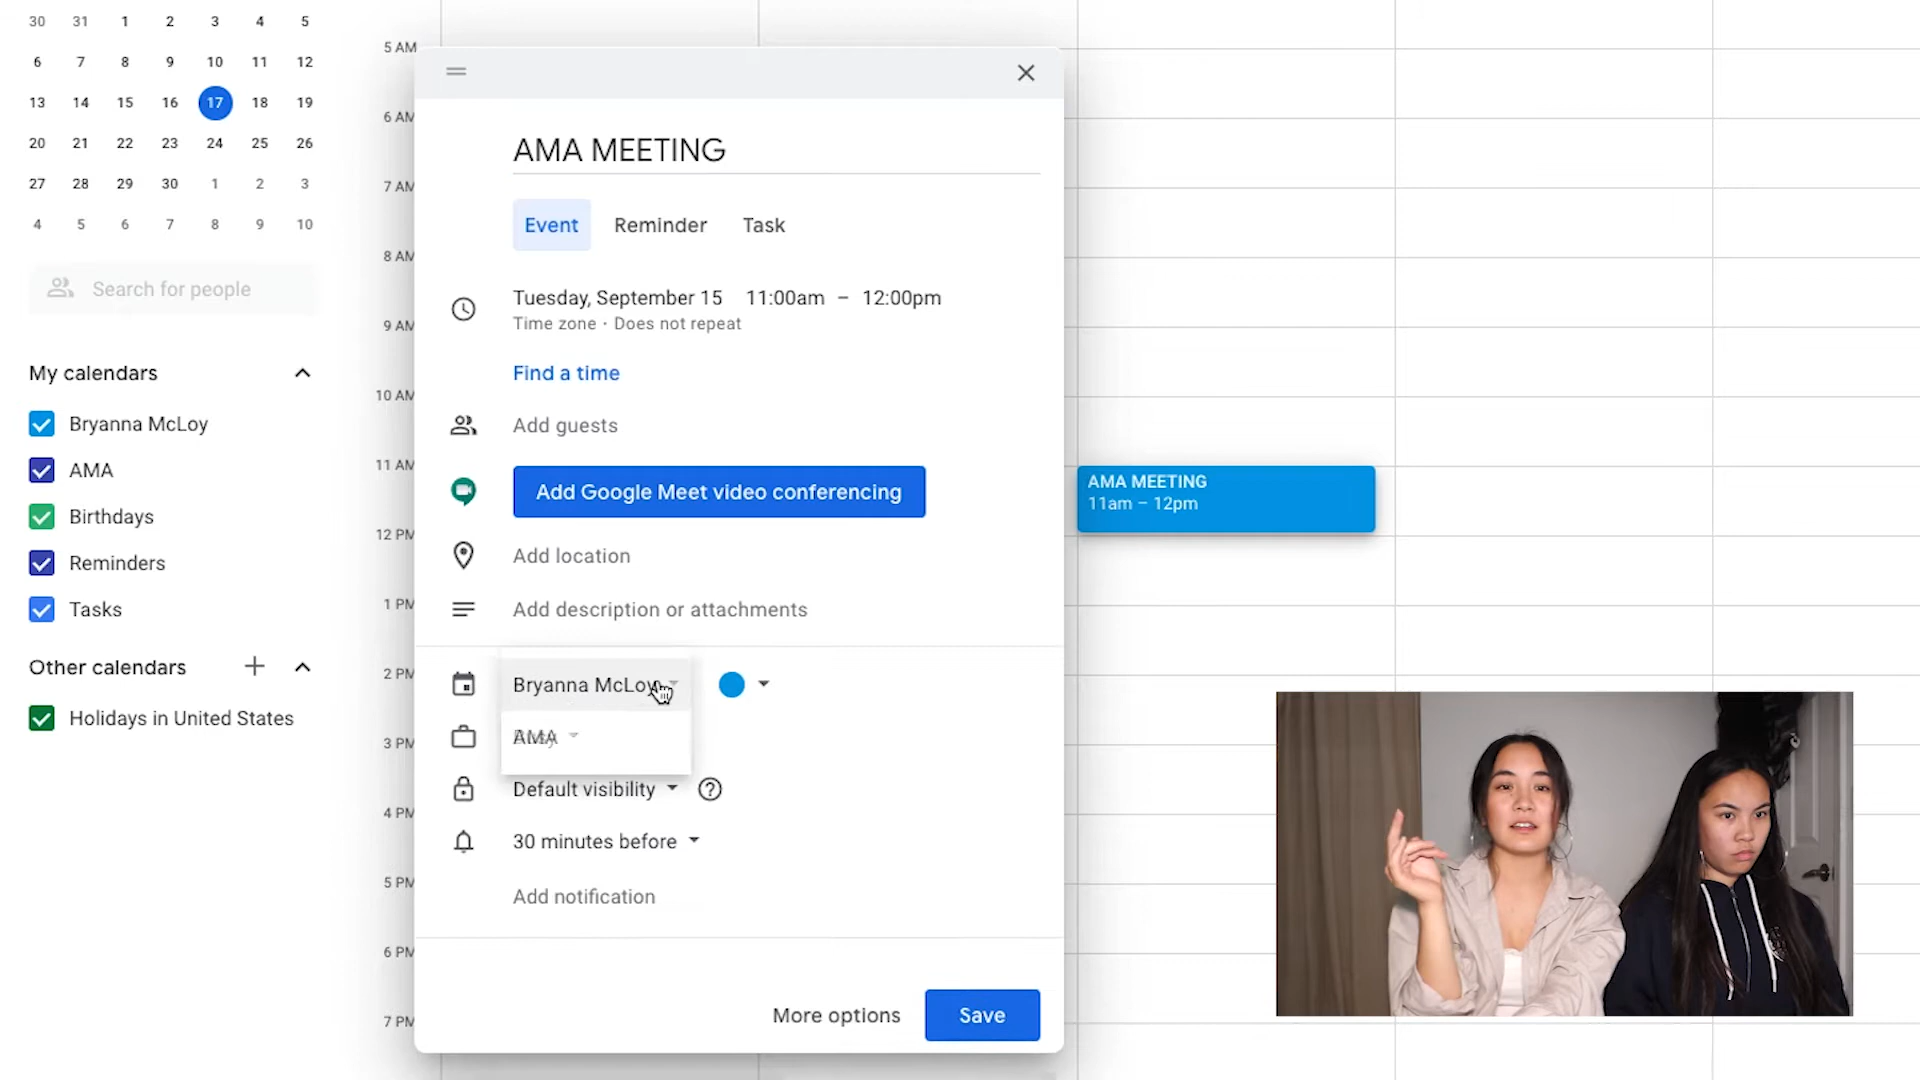 30 31 1 2 3 4 5
6 7 8 9 10 11 12
13 14 15 16 17 18 19
20 21 22 23 24 25 26
27 28 29 30 1 2 3
4 5 6 7 8 9 10
Search for people
My calendars
Bryanna McLoy
AMA
Birthdays
Reminders
Tasks
Other calendars
Holidays in United States
5 AM
6 AM
7 AM
8 AM
9 AM
10 AM
11 AM
12 PM
1 PM
2 PM
3 PM
4 PM
5 PM
6 PM
7 PM
AMA MEETING
Event Reminder Task
Tuesday, September 15 11:00am – 12:00pm
Time zone · Does not repeat
Find a time
Add guests
Add Google Meet video conferencing
Add location
Add description or attachments
Bryanna McLoy
AMA
Default visibility
30 minutes before
Add notification
More options Save
AMA MEETING
11am – 12pm